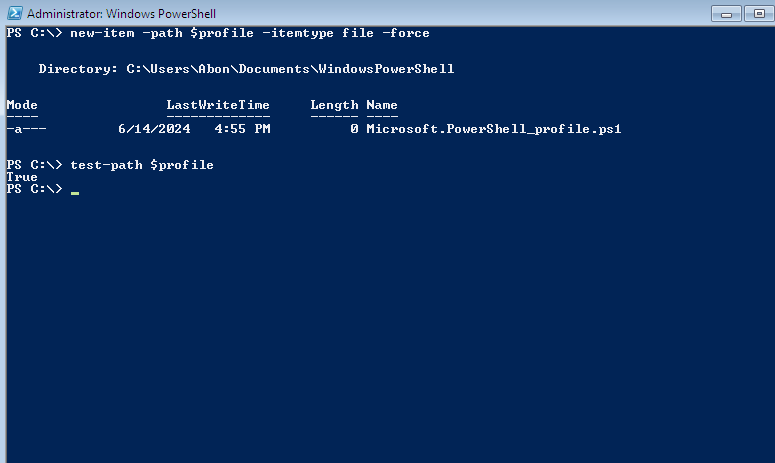 Administrator: Windows PowerShell
PS C:\> new-item -path $profile -itemtype file -force
Directory: C:\Users\Abon\Documents\WindowsPowerShell
Mode LastWriteTime Length Name
---- ------------- ------ ----
-a--- 6/14/2024 4:55 PM 0 Microsoft.PowerShell_profile.ps1
PS C:\> test-path $profile
True
PS C:\> _